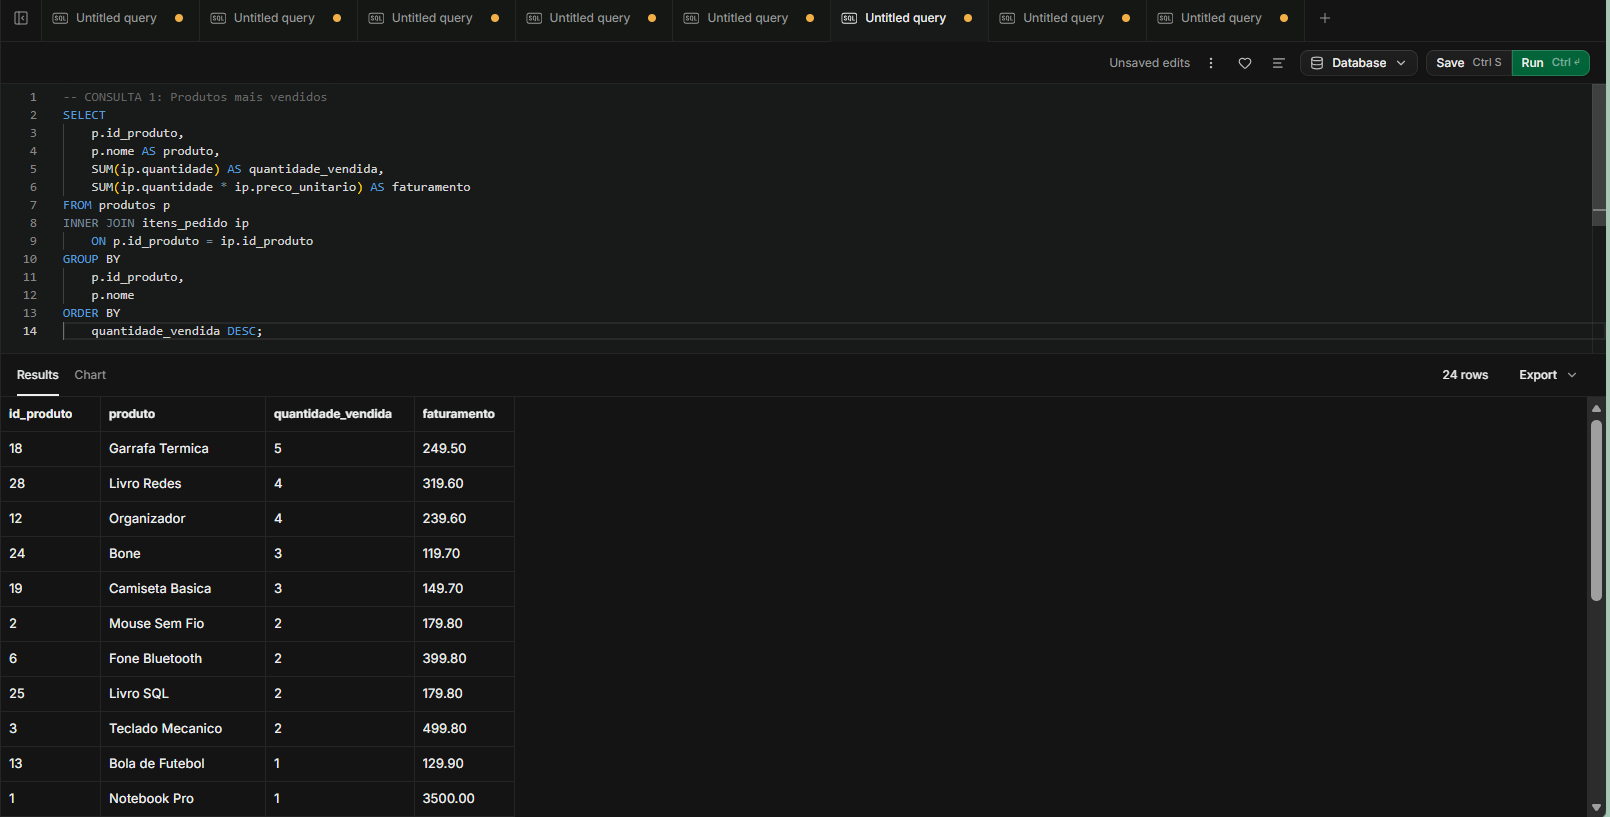 SQL Untitled query SQL Untitled query SQL Untitled query SQL Untitled query SQL Untitled query SQL Untitled query SQL Untitled query SQL Untitled query +
Unsaved edits Database Save Ctrl S Run Ctrl ↵
1 -- CONSULTA 1: Produtos mais vendidos
2 SELECT
3 p.id_produto,
4 p.nome AS produto,
5 SUM(ip.quantidade) AS quantidade_vendida,
6 SUM(ip.quantidade * ip.preco_unitario) AS faturamento
7 FROM produtos p
8 INNER JOIN itens_pedido ip
9 ON p.id_produto = ip.id_produto
10 GROUP BY
11 p.id_produto,
12 p.nome
13 ORDER BY
14 quantidade_vendida DESC;
Results Chart 24 rows Export
id_produto produto quantidade_vendida faturamento
18 Garrafa Termica 5 249.50
28 Livro Redes 4 319.60
12 Organizador 4 239.60
24 Bone 3 119.70
19 Camiseta Basica 3 149.70
2 Mouse Sem Fio 2 179.80
6 Fone Bluetooth 2 399.80
25 Livro SQL 2 179.80
3 Teclado Mecanico 2 499.80
13 Bola de Futebol 1 129.90
1 Notebook Pro 1 3500.00